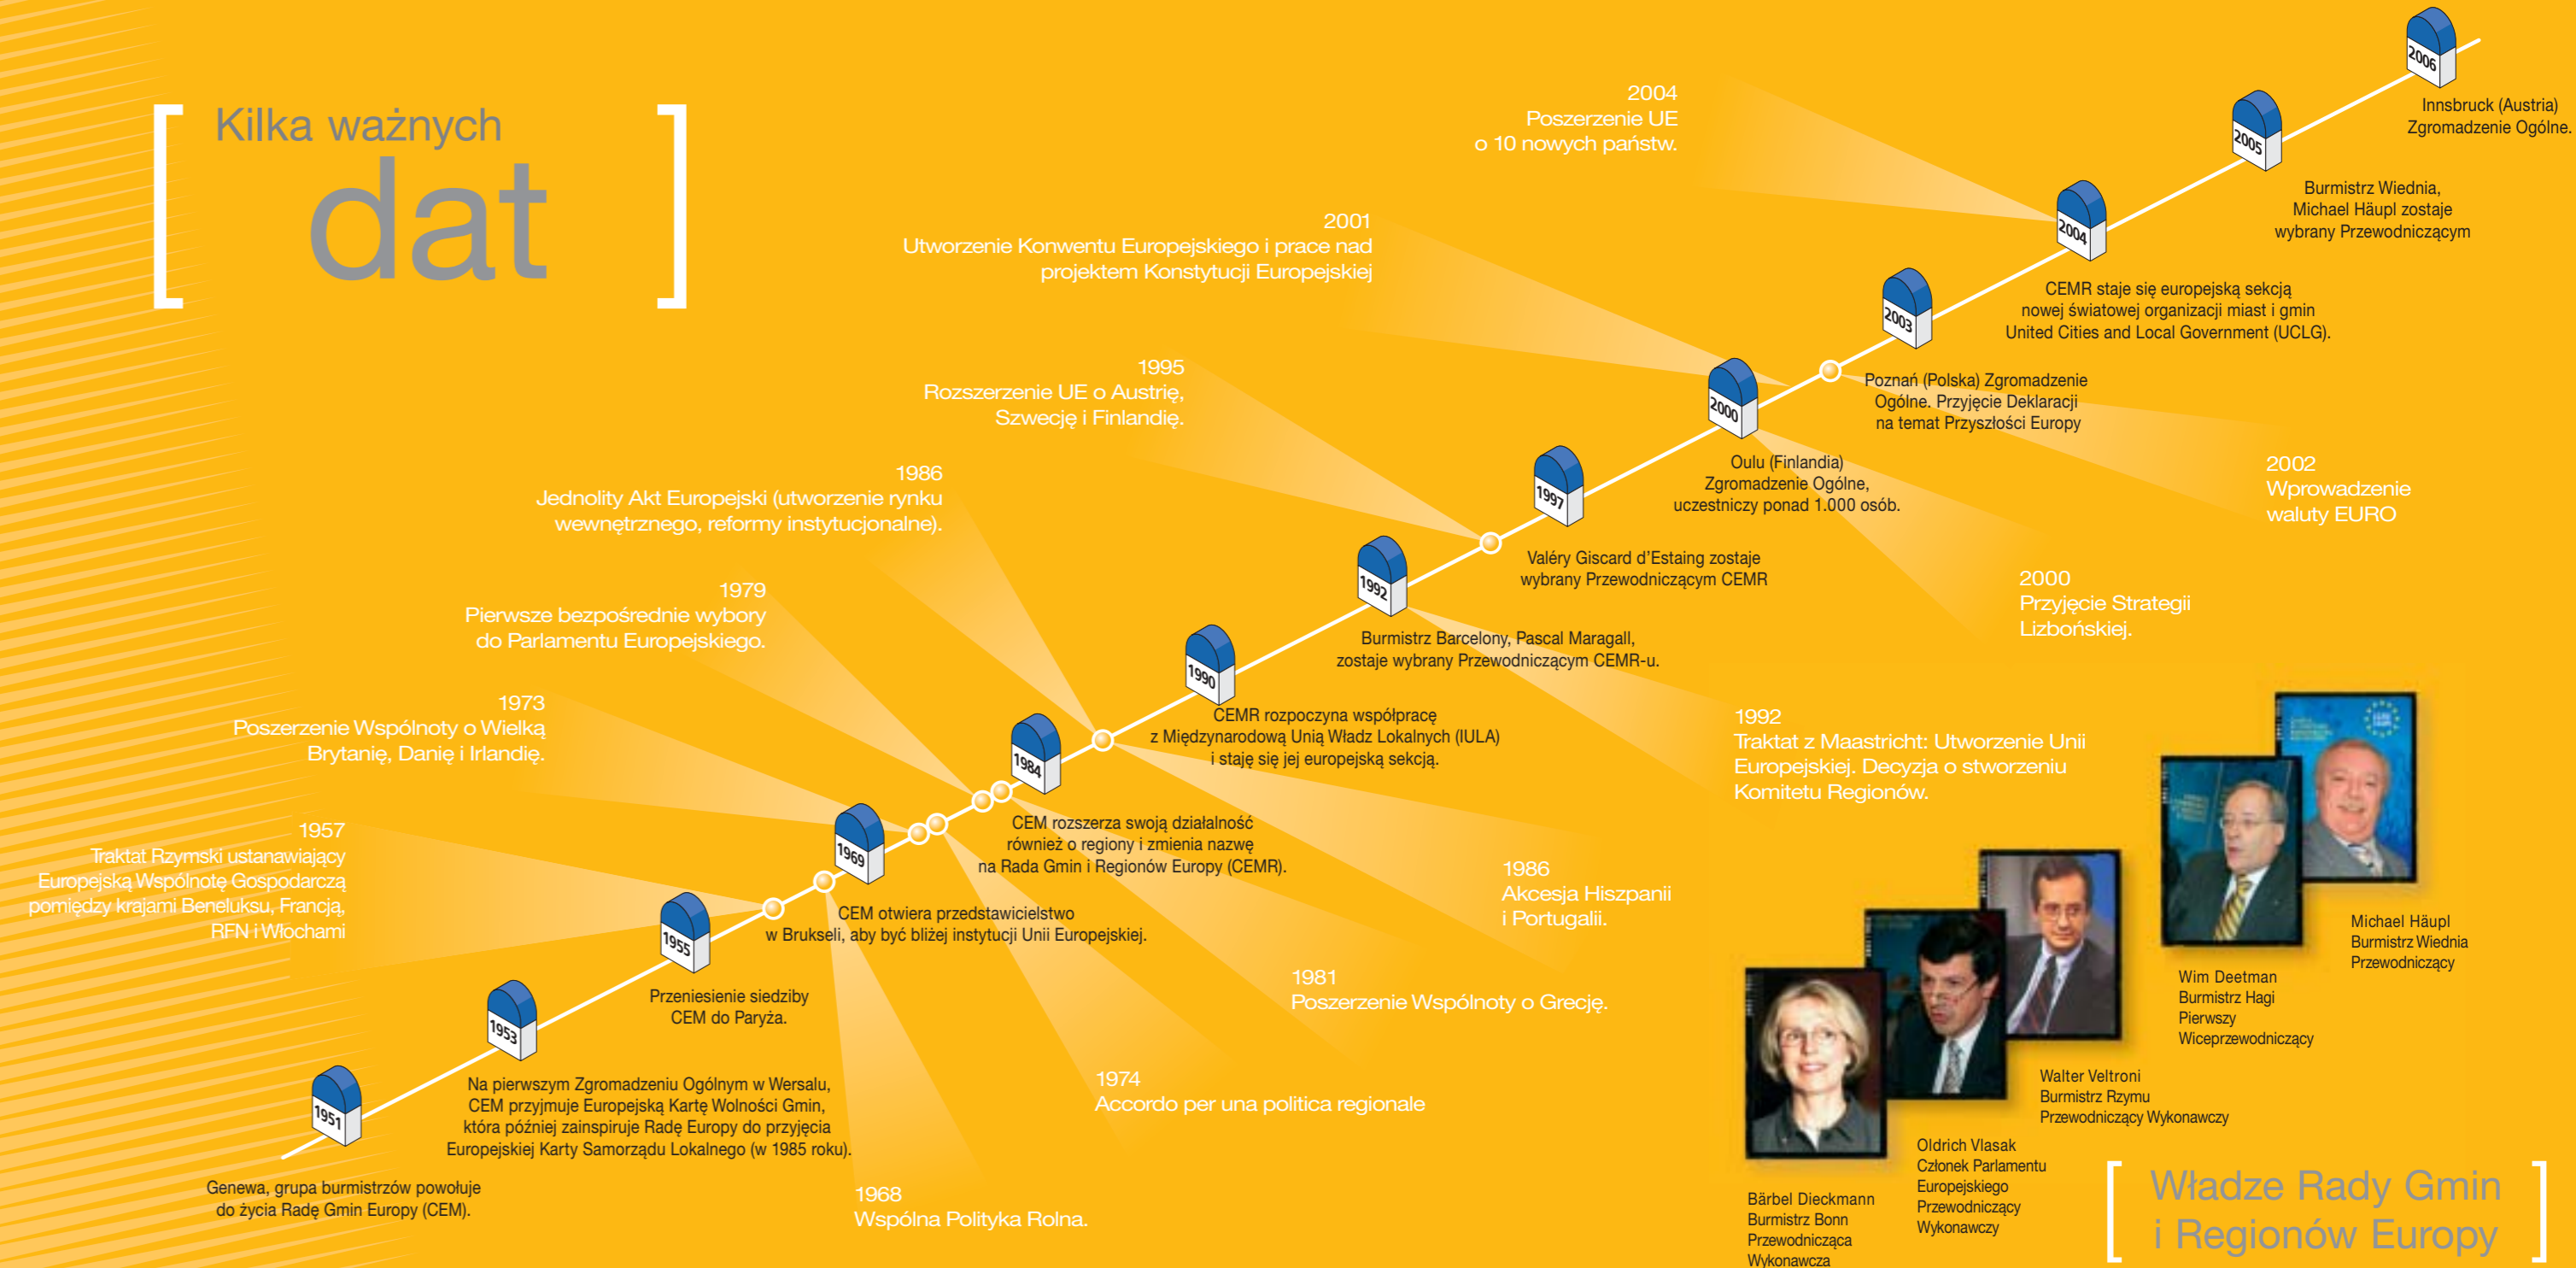 Kilka ważnych
dat
1951
Genewa, grupa burmistrzów powołuje
do życia Radę Gmin Europy (CEM).
1953
Na pierwszym Zgromadzeniu Ogólnym w Wersalu,
CEM przyjmuje Europejską Kartę Wolności Gmin,
która później zainspiruje Radę Europy do przyjęcia
Europejskiej Karty Samorządu Lokalnego (w 1985 roku).
1955
Przeniesienie siedziby
CEM do Paryża.
1957
Traktat Rzymski ustanawiający
Europejską Wspólnotę Gospodarczą
pomiędzy krajami Beneluksu, Francją,
RFN i Włochami
1968
Wspólna Polityka Rolna.
1969
CEM otwiera przedstawicielstwo
w Brukseli, aby być bliżej instytucji Unii Europejskiej.
1973
Poszerzenie Wspólnoty o Wielką
Brytanię, Danię i Irlandię.
1974
Accordo per una politica regionale
1979
Pierwsze bezpośrednie wybory
do Parlamentu Europejskiego.
1981
Poszerzenie Wspólnoty o Grecję.
1984
CEM rozszerza swoją działalność
również o regiony i zmienia nazwę
na Rada Gmin i Regionów Europy (CEMR).
1986
Jednolity Akt Europejski (utworzenie rynku
wewnętrznego, reformy instytucjonalne).
1986
Akcesja Hiszpanii
i Portugalii.
1990
CEMR rozpoczyna współpracę
z Międzynarodową Unią Władz Lokalnych (IULA)
i staję się jej europejską sekcją.
1992
Burmistrz Barcelony, Pascal Maragall,
zostaje wybrany Przewodniczącym CEMR-u.
1992
Traktat z Maastricht: Utworzenie Unii
Europejskiej. Decyzja o stworzeniu
Komitetu Regionów.
1995
Rozszerzenie UE o Austrię,
Szwecję i Finlandię.
1997
Valéry Giscard d'Estaing zostaje
wybrany Przewodniczącym CEMR
2000
Oulu (Finlandia)
Zgromadzenie Ogólne,
uczestniczy ponad 1.000 osób.
2000
Przyjęcie Strategii
Lizbońskiej.
2001
Utworzenie Konwentu Europejskiego i prace nad
projektem Konstytucji Europejskiej
2002
Wprowadzenie
waluty EURO
2003
Poznań (Polska) Zgromadzenie
Ogólne. Przyjęcie Deklaracji
na temat Przyszłości Europy
2004
Poszerzenie UE
o 10 nowych państw.
2004
CEMR staje się europejską sekcją
nowej światowej organizacji miast i gmin
United Cities and Local Government (UCLG).
2005
Burmistrz Wiednia,
Michael Häupl zostaje
wybrany Przewodniczącym
2006
Innsbruck (Austria)
Zgromadzenie Ogólne.
Michael Häupl
Burmistrz Wiednia
Przewodniczący
Wim Deetman
Burmistrz Hagi
Pierwszy
Wiceprzewodniczący
Walter Veltroni
Burmistrz Rzymu
Przewodniczący Wykonawczy
Oldrich Vlasak
Członek Parlamentu
Europejskiego
Przewodniczący
Wykonawczy
Bärbel Dieckmann
Burmistrz Bonn
Przewodnicząca
Wykonawcza
Władze Rady Gmin
i Regionów Europy